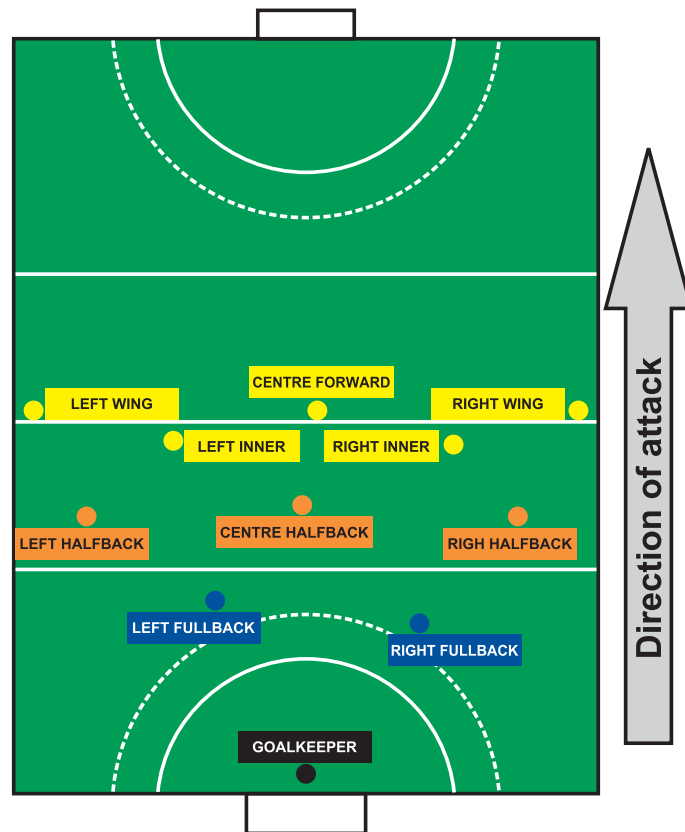 CENTRE FORWARD
LEFT WING
RIGHT WING
LEFT INNER
RIGHT INNER
CENTRE HALFBACK
LEFT HALFBACK
RIGH HALFBACK
LEFT FULLBACK
RIGHT FULLBACK
GOALKEEPER
Direction of attack